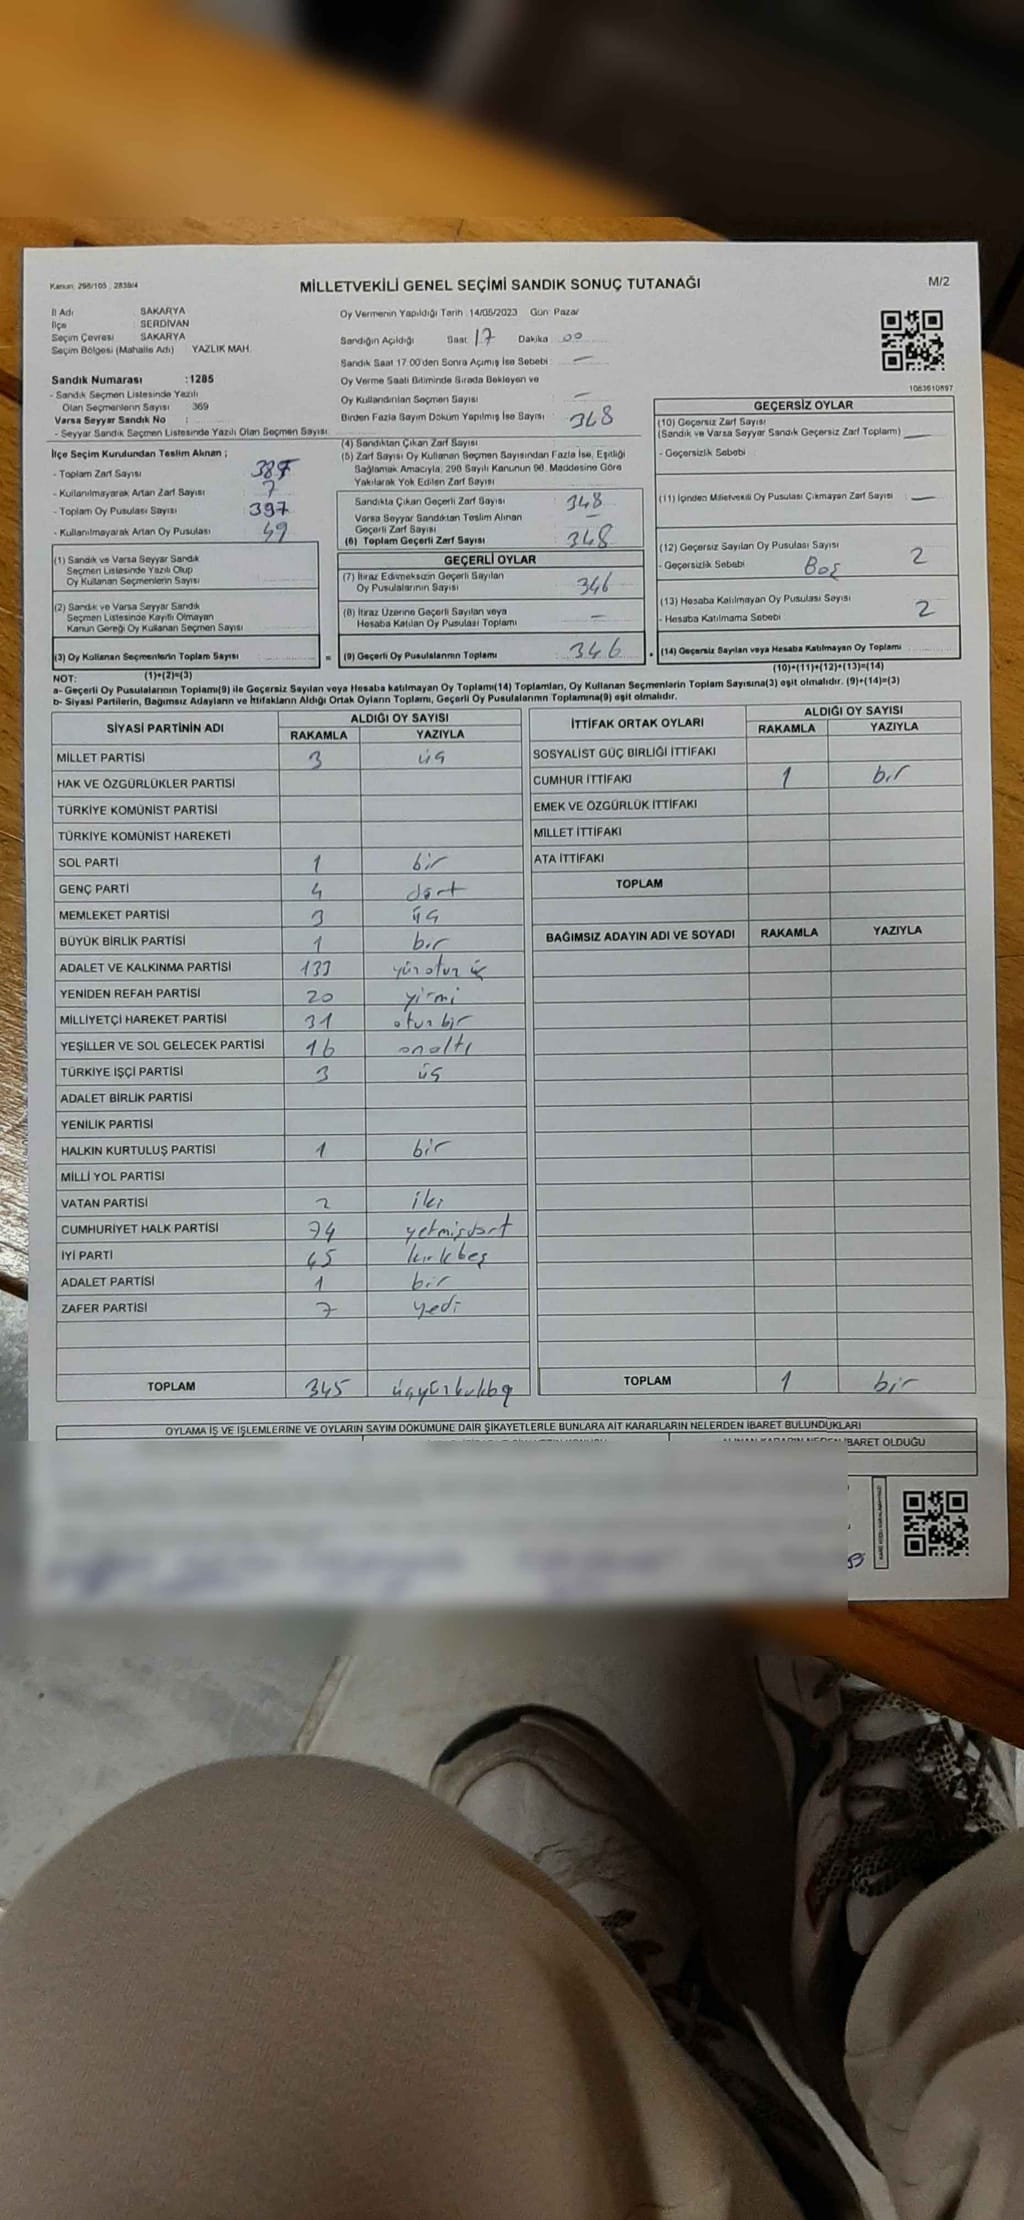 Kanun: 298/105 , 2839/4
MİLLETVEKİLİ GENEL SEÇİMİ SANDIK SONUÇ TUTANAĞI
M/2
İl Adı SAKARYA
İlçe SERDİVAN
Seçim Çevresi SAKARYA
Seçim Bölgesi (Mahalle Adı) YAZLIK MAH.
Sandık Numarası :1285
- Sandık Seçmen Listesinde Yazılı
Olan Seçmenlerin Sayısı 369
Varsa Seyyar Sandık No :
- Seyyar Sandık Seçmen Listesinde Yazılı Olan Seçmen Sayısı:
İlçe Seçim Kurulundan Teslim Alınan ;
- Toplam Zarf Sayısı
- Kullanılmayarak Artan Zarf Sayısı : 7
- Toplam Oy Pusulası Sayısı : 397
- Kullanılmayarak Artan Oy Pusulası : 49
(1) Sandık ve Varsa Seyyar Sandık
Seçmen Listesinde Yazılı Olup
Oy Kullanan Seçmenlerin Sayısı
(2) Sandık ve Varsa Seyyar Sandık
Seçmen Listesinde Kayıtlı Olmayan
Kanun Gereği Oy Kullanan Seçmen Sayısı
(3) Oy Kullanan Seçmenlerin Toplam Sayısı
=
Oy Vermenin Yapıldığı Tarih : 14/05/2023 Gün: Pazar
Sandığın Açıldığı Saat 17 Dakika 00
Sandık Saat 17:00'den Sonra Açımış İse Sebebi : —
Oy Verme Saati Bitiminde Sırada Bekleyen ve
Oy Kullandırılan Seçmen Sayısı : —
Birden Fazla Sayım Döküm Yapılmış İse Sayısı : 348
(4) Sandıktan Çıkan Zarf Sayısı :
(5) Zarf Sayısı Oy Kullanan Seçmen Sayısından Fazla İse, Eşitliği
Sağlamak Amacıyla, 298 Sayılı Kanunun 98. Maddesine Göre
Yakılarak Yok Edilen Zarf Sayısı
Sandıkta Çıkan Geçerli Zarf Sayısı : 348
Varsa Seyyar Sandıktan Teslim Alınan
Geçerli Zarf Sayısı : —
(6) Toplam Geçerli Zarf Sayısı : 348
GEÇERLİ OYLAR
(7) İtiraz Edilmeksizin Geçerli Sayılan
Oy Pusulalarının Sayısı : 346
(8) İtiraz Üzerine Geçerli Sayılan veya
Hesaba Katılan Oy Pusulası Toplamı : —
(9) Geçerli Oy Pusulalarının Toplamı : 346
1063610897
GEÇERSİZ OYLAR
(10) Geçersiz Zarf Sayısı
(Sandık ve Varsa Seyyar Sandık Geçersiz Zarf Toplamı) —
- Geçersizlik Sebebi
(11) İçinden Milletvekili Oy Pusulası Çıkmayan Zarf Sayısı —
(12) Geçersiz Sayılan Oy Pusulası Sayısı 2
- Geçersizlik Sebebi Boş
(13) Hesaba Katılmayan Oy Pusulası Sayısı 2
- Hesaba Katılmama Sebebi
(14) Geçersiz Sayılan veya Hesaba Katılmayan Oy Toplamı
NOT: (1)+(2)=(3) (10)+(11)+(12)+(13)=(14)
a- Geçerli Oy Pusulalarının Toplamı(9) ile Geçersiz Sayılan veya Hesaba katılmayan Oy Toplamı(14) Toplamları, Oy Kullanan Seçmenlerin Toplam Sayısına(3) eşit olmalıdır. (9)+(14)=(3)
b- Siyasi Partilerin, Bağımsız Adayların ve İttifakların Aldığı Ortak Oyların Toplamı, Geçerli Oy Pusulalarının Toplamına(9) eşit olmalıdır.
SİYASİ PARTİNİN ADI ALDIĞI OY SAYISI
RAKAMLA YAZIYLA
MİLLET PARTİSİ 3 üç
HAK VE ÖZGÜRLÜKLER PARTİSİ
TÜRKİYE KOMÜNİST PARTİSİ
TÜRKİYE KOMÜNİST HAREKETİ
SOL PARTİ 1 bir
GENÇ PARTİ 4 dört
MEMLEKET PARTİSİ 3 üç
BÜYÜK BİRLİK PARTİSİ 1 bir
ADALET VE KALKINMA PARTİSİ 133 yüzotuz üç
YENİDEN REFAH PARTİSİ 20 yirmi
MİLLİYETÇİ HAREKET PARTİSİ 31 otuz bir
YEŞİLLER VE SOL GELECEK PARTİSİ 16 onaltı
TÜRKİYE İŞÇİ PARTİSİ 3 üç
ADALET BİRLİK PARTİSİ
YENİLİK PARTİSİ
HALKIN KURTULUŞ PARTİSİ 1 bir
MİLLİ YOL PARTİSİ
VATAN PARTİSİ 2 iki
CUMHURİYET HALK PARTİSİ 74 yetmişdört
İYİ PARTİ 45 kırkbeş
ADALET PARTİSİ 1 bir
ZAFER PARTİSİ 7 yedi
TOPLAM 345
İTTİFAK ORTAK OYLARI ALDIĞI OY SAYISI
RAKAMLA YAZIYLA
SOSYALİST GÜÇ BİRLİĞİ İTTİFAKI
CUMHUR İTTİFAKI 1 bir
EMEK VE ÖZGÜRLÜK İTTİFAKI
MİLLET İTTİFAKI
ATA İTTİFAKI
TOPLAM
BAĞIMSIZ ADAYIN ADI VE SOYADI RAKAMLA YAZIYLA
TOPLAM 1 bir
OYLAMA İŞ VE İŞLEMLERİNE VE OYLARIN SAYIM DÖKÜMÜNE DAİR ŞİKAYETLERLE BUNLARA AİT KARARLARIN NELERDEN İBARET BULUNDUKLARI
İBARET OLDUĞU